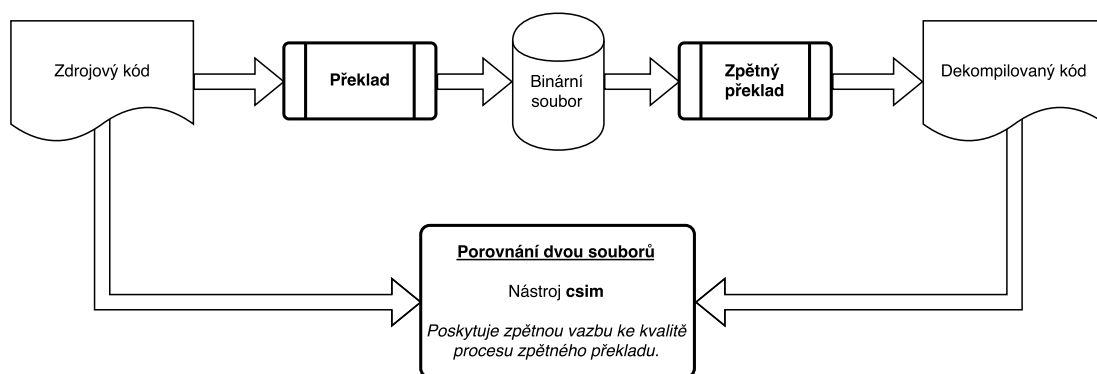 Zdrojový kód
Překlad
Binární
soubor
Zpětný
překlad
Dekompilovaný kód
Porovnání dvou souborů
Nástroj csim
Poskytuje zpětnou vazbu ke kvalitě
procesu zpětného překladu.